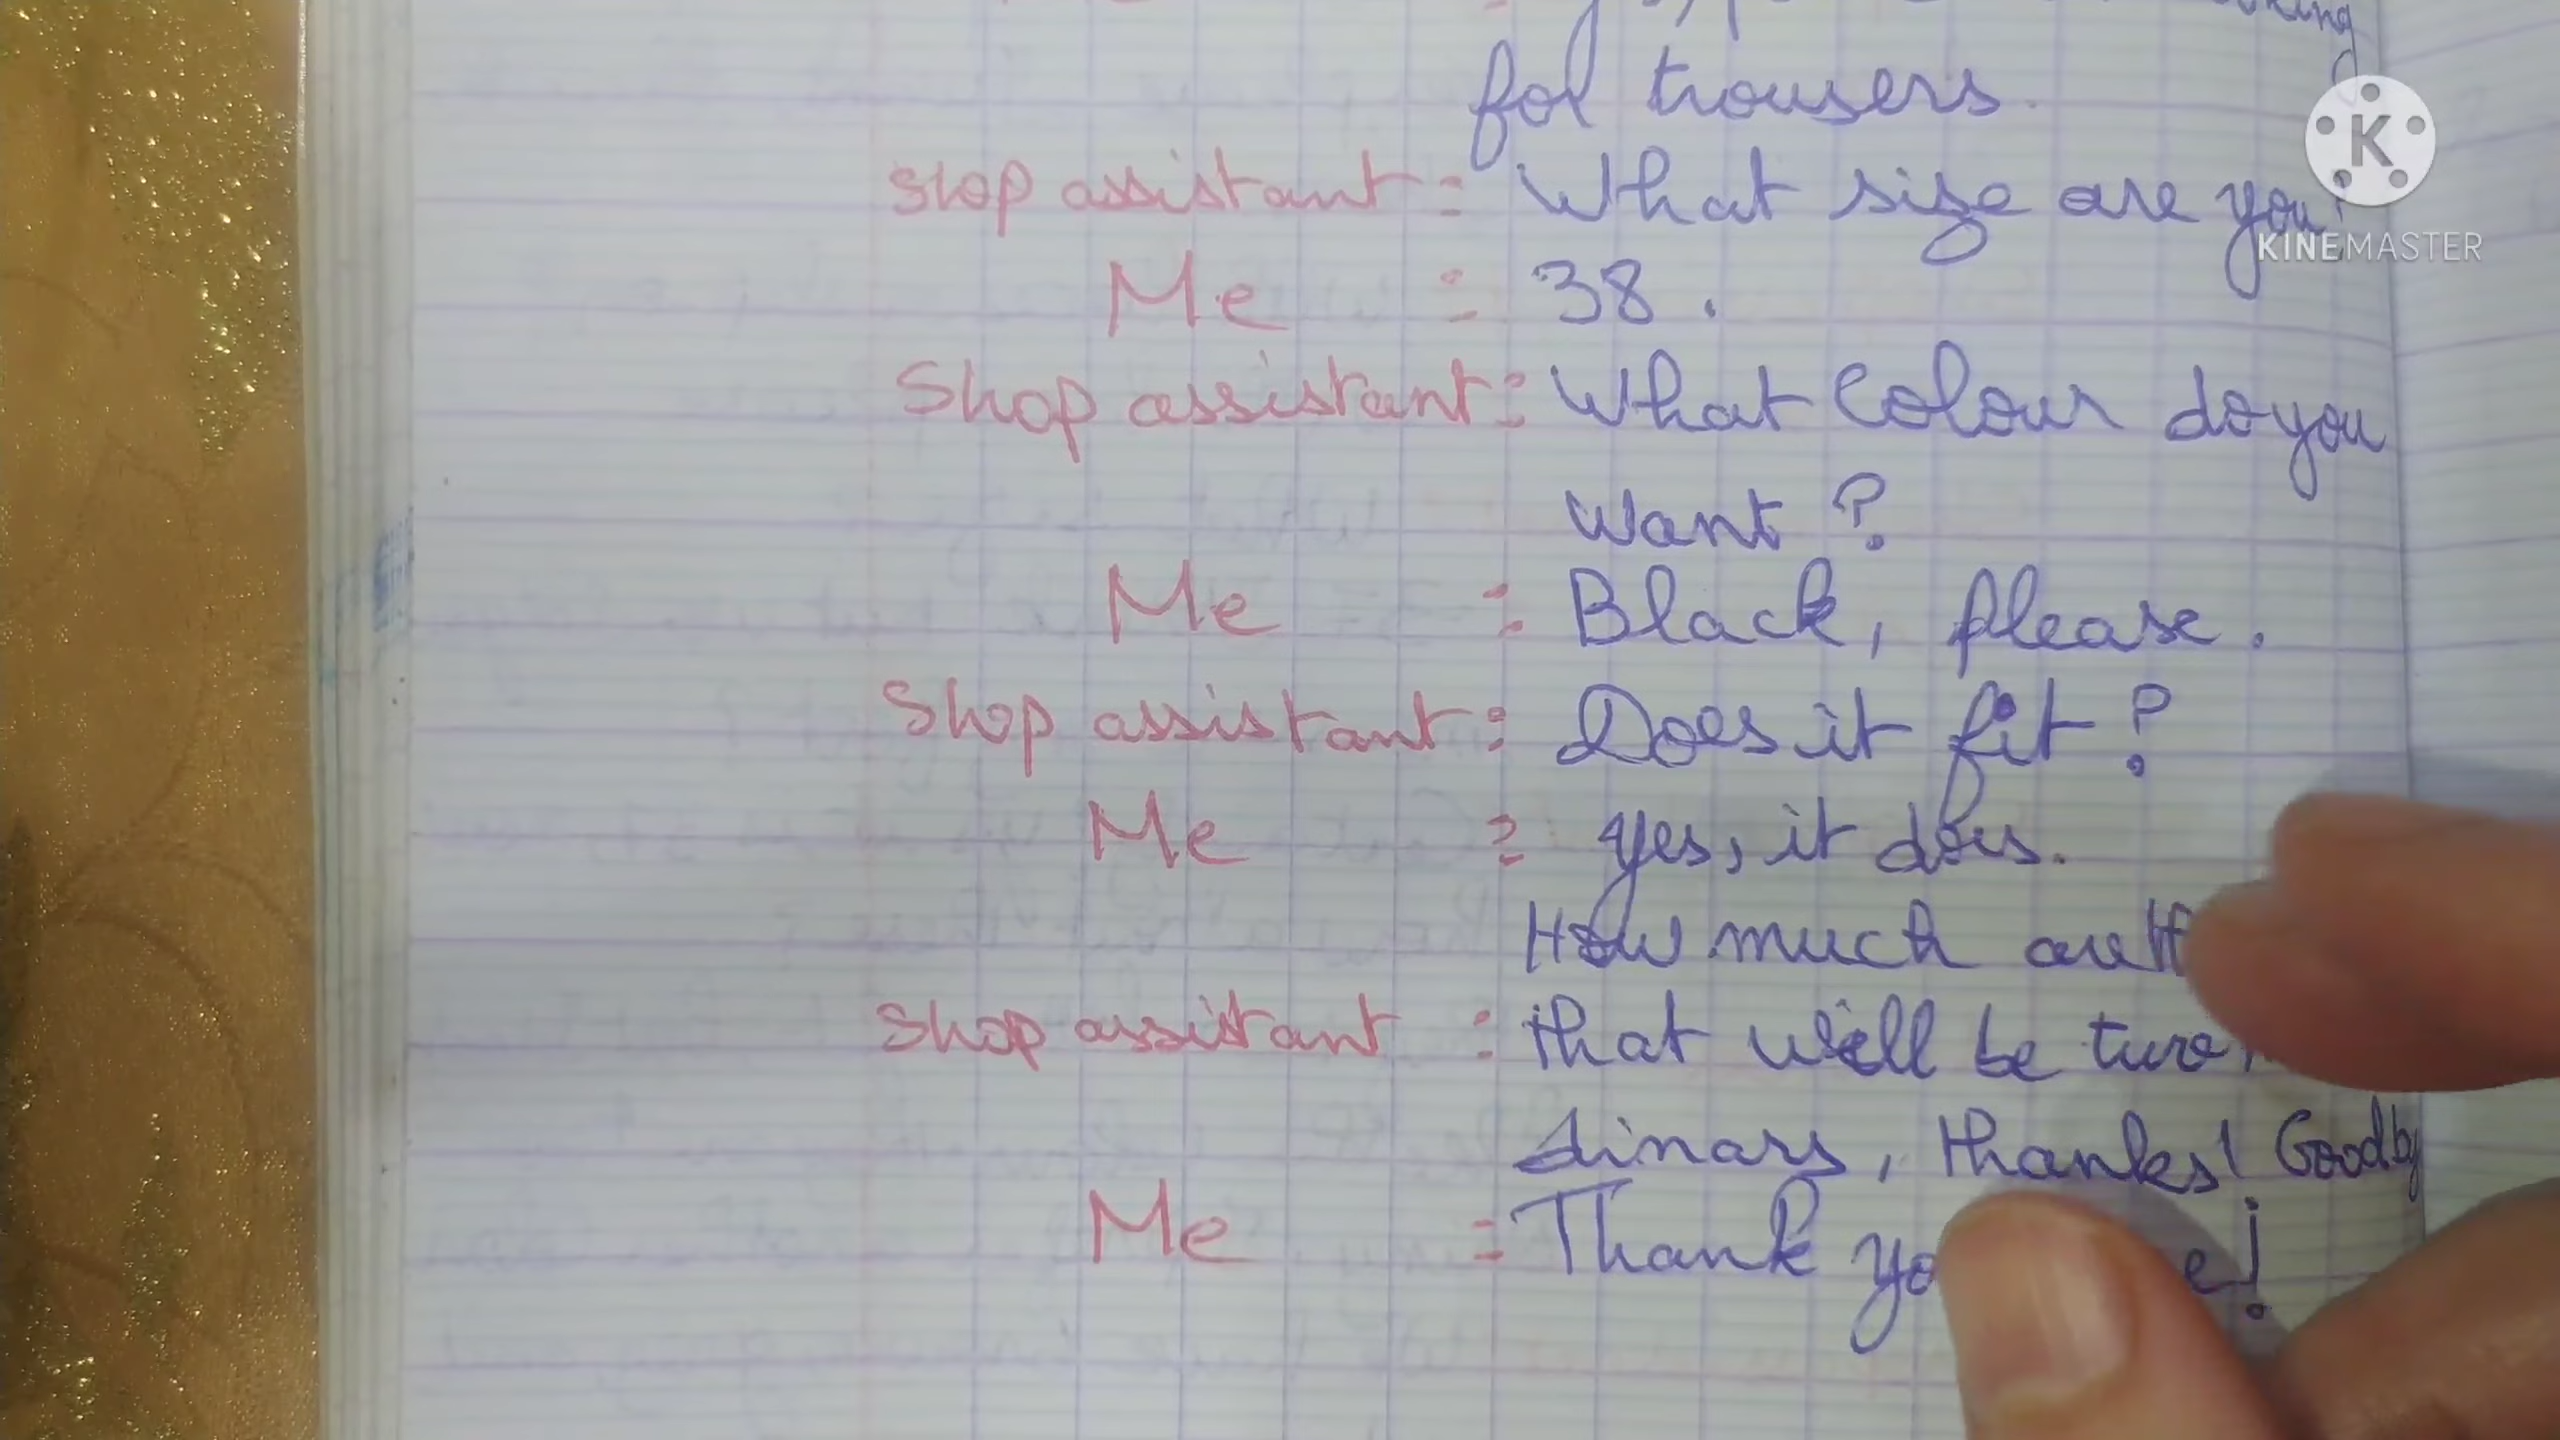 for trousers.
Shop assistant : What size are you?
Me : 38.
Shop assistant : What colour do you
want ?
Me : Black, please.
Shop assistant : Does it fit ?
Me : yes, it does.
How much are
Shop assistant : that will be
dinars, thanks! Goodby
Me : Thank
K
KINEMASTER